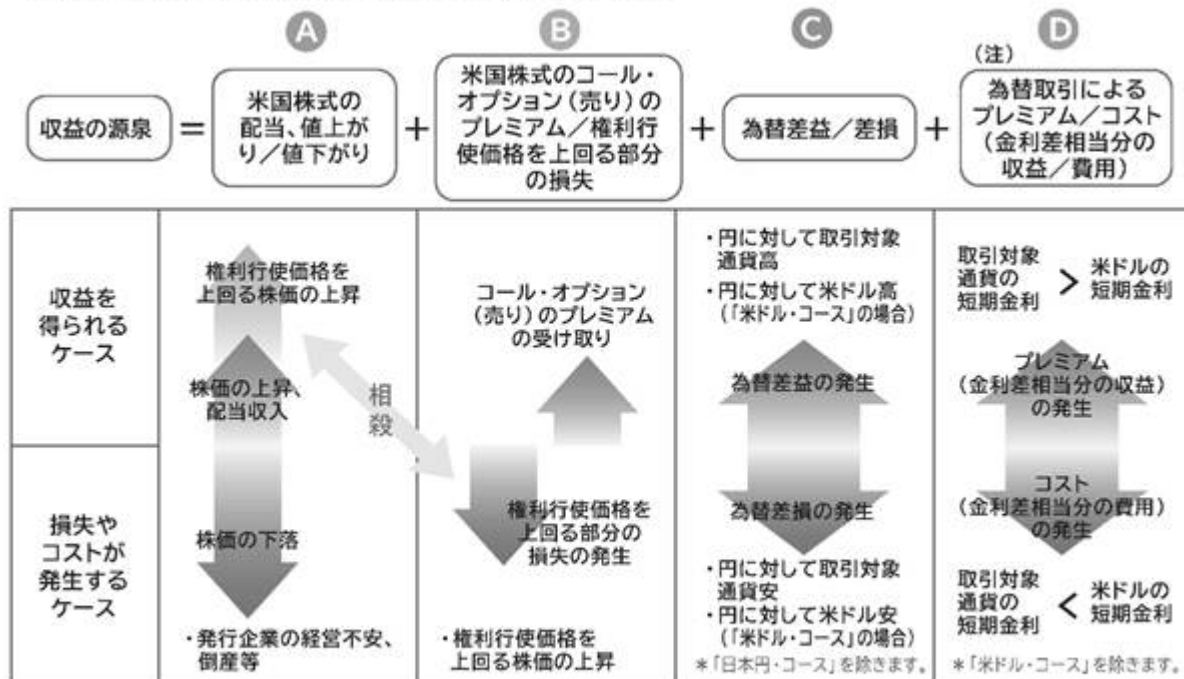 A
B
C
D
(注)
収益の源泉
=
米国株式の
配当、値上が
り／値下がり
+
米国株式のコール・
オプション(売り)の
プレミアム／権利行
使価格を上回る部分
の損失
+
為替差益／差損
+
為替取引による
プレミアム／コスト
(金利差相当分の
収益／費用)
収益を
得られる
ケース
権利行使価格を
上回る株価の上昇
株価の上昇、
配当収入
相
殺
コール・オプション
(売り)のプレミアム
の受け取り
・円に対して取引対象
通貨高
・円に対して米ドル高
(「米ドル・コース」の場合)
為替差益の発生
取引対象
通貨の
短期金利
>
米ドルの
短期金利
プレミアム
(金利差相当分の収益)
の発生
損失や
コストが
発生する
ケース
株価の下落
・発行企業の経営不安、
倒産等
権利行使価格を
上回る部分の
損失の発生
・権利行使価格を
上回る株価の上昇
為替差損の発生
・円に対して取引対象
通貨安
・円に対して米ドル安
(「米ドル・コース」の場合)
＊「日本円・コース」を除きます。
コスト
(金利差相当分の費用)
の発生
取引対象
通貨の
短期金利
<
米ドルの
短期金利
＊「米ドル・コース」を除きます。